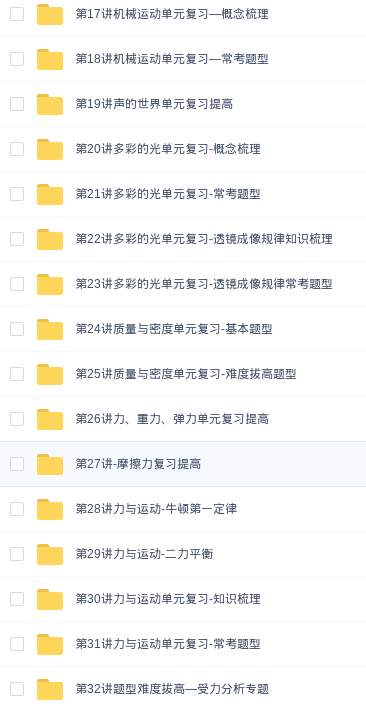 第17讲机械运动单元复习—概念梳理
第18讲机械运动单元复习—常考题型
第19讲声的世界单元复习提高
第20讲多彩的光单元复习-概念梳理
第21讲多彩的光单元复习-常考题型
第22讲多彩的光单元复习-透镜成像规律知识梳理
第23讲多彩的光单元复习-透镜成像规律常考题型
第24讲质量与密度单元复习-基本题型
第25讲质量与密度单元复习-难度拔高题型
第26讲力、重力、弹力单元复习提高
第27讲-摩擦力复习提高
第28讲力与运动-牛顿第一定律
第29讲力与运动-二力平衡
第30讲力与运动单元复习-知识梳理
第31讲力与运动单元复习-常考题型
第32讲题型难度拔高—受力分析专题